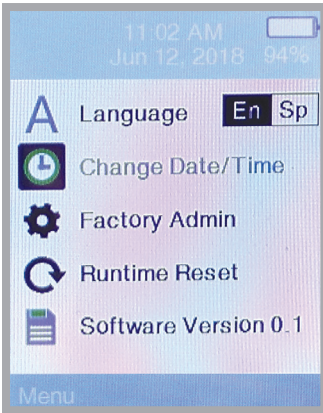 11:02 AM
Jun 12, 2018 94%
A Language En Sp
Change Date/Time
Factory Admin
Runtime Reset
Software Version 0.1
Menu